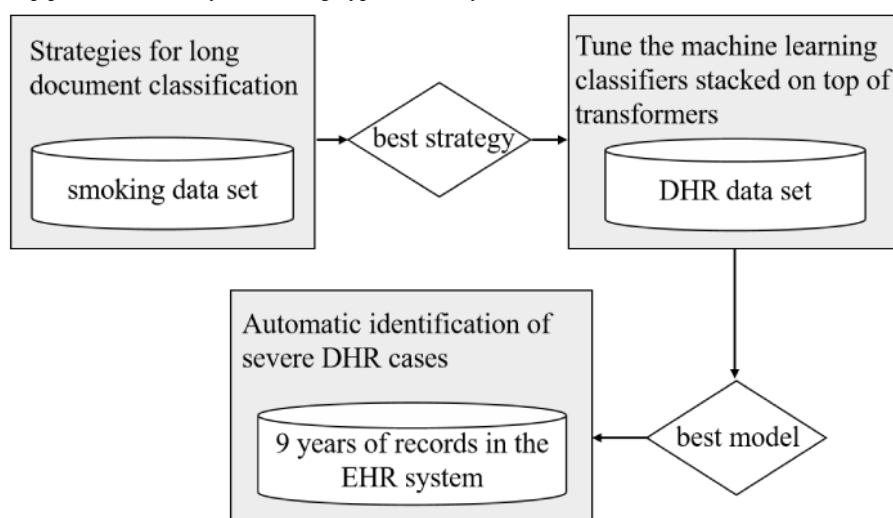 Strategies for long
document classification
smoking data set
best strategy
Tune the machine learning
classifiers stacked on top of
transformers
DHR data set
Automatic identification of
severe DHR cases
9 years of records in the
EHR system
best model